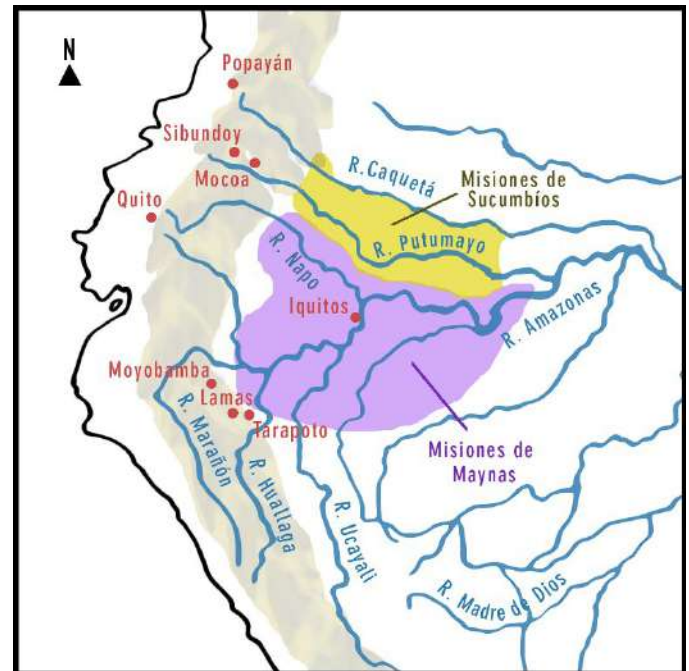 N
Popayán
Sibundoy
Mocoa
Quito
R.Caquetá
Misiones de
Sucumbíos
R. Putumayo
R. Napo
Iquitos
R. Amazonas
Moyobamba
Lamas
Tarapoto
R. Marañón
R. Huallaga
R. Ucayali
Misiones de
Maynas
R. Madre de Dios